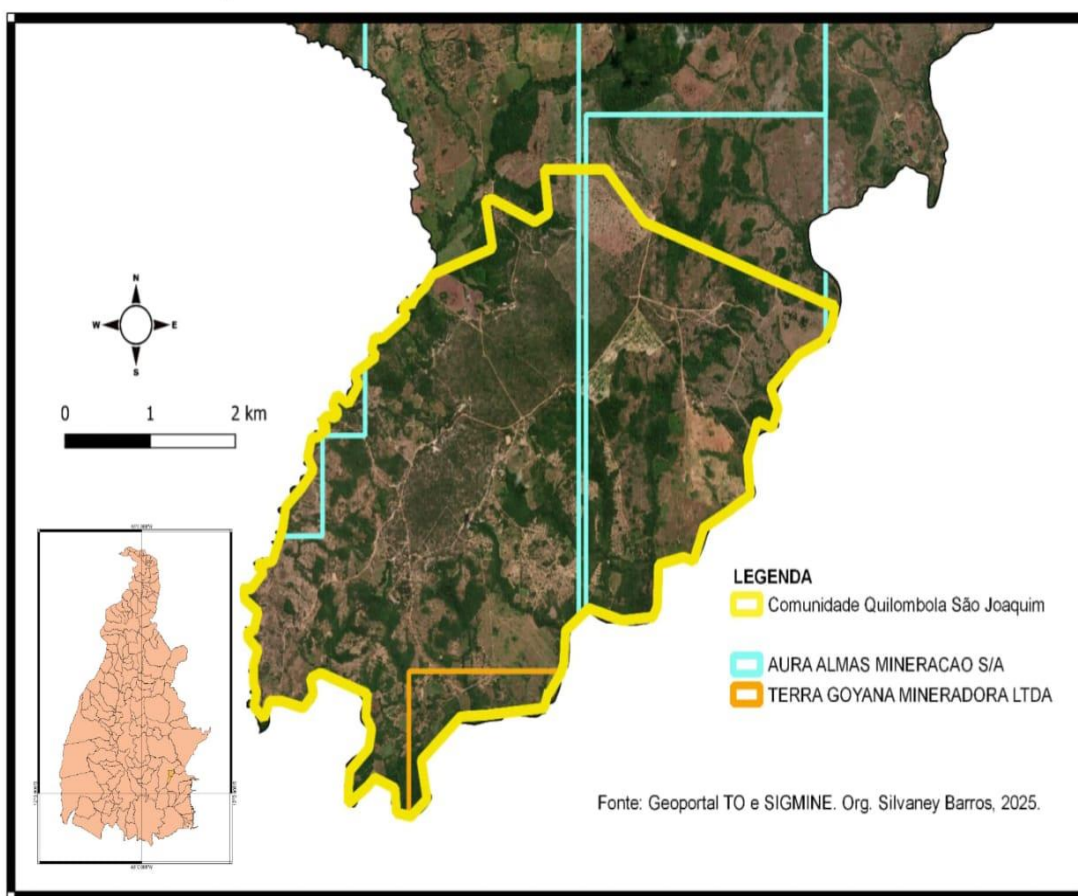 N
W
E
S
0 1 2 km
LEGENDA
Comunidade Quilombola São Joaquim
AURA ALMAS MINERACAO S/A
TERRA GOYANA MINERADORA LTDA
Fonte: Geoportal TO e SIGMINE. Org. Silvaney Barros, 2025.